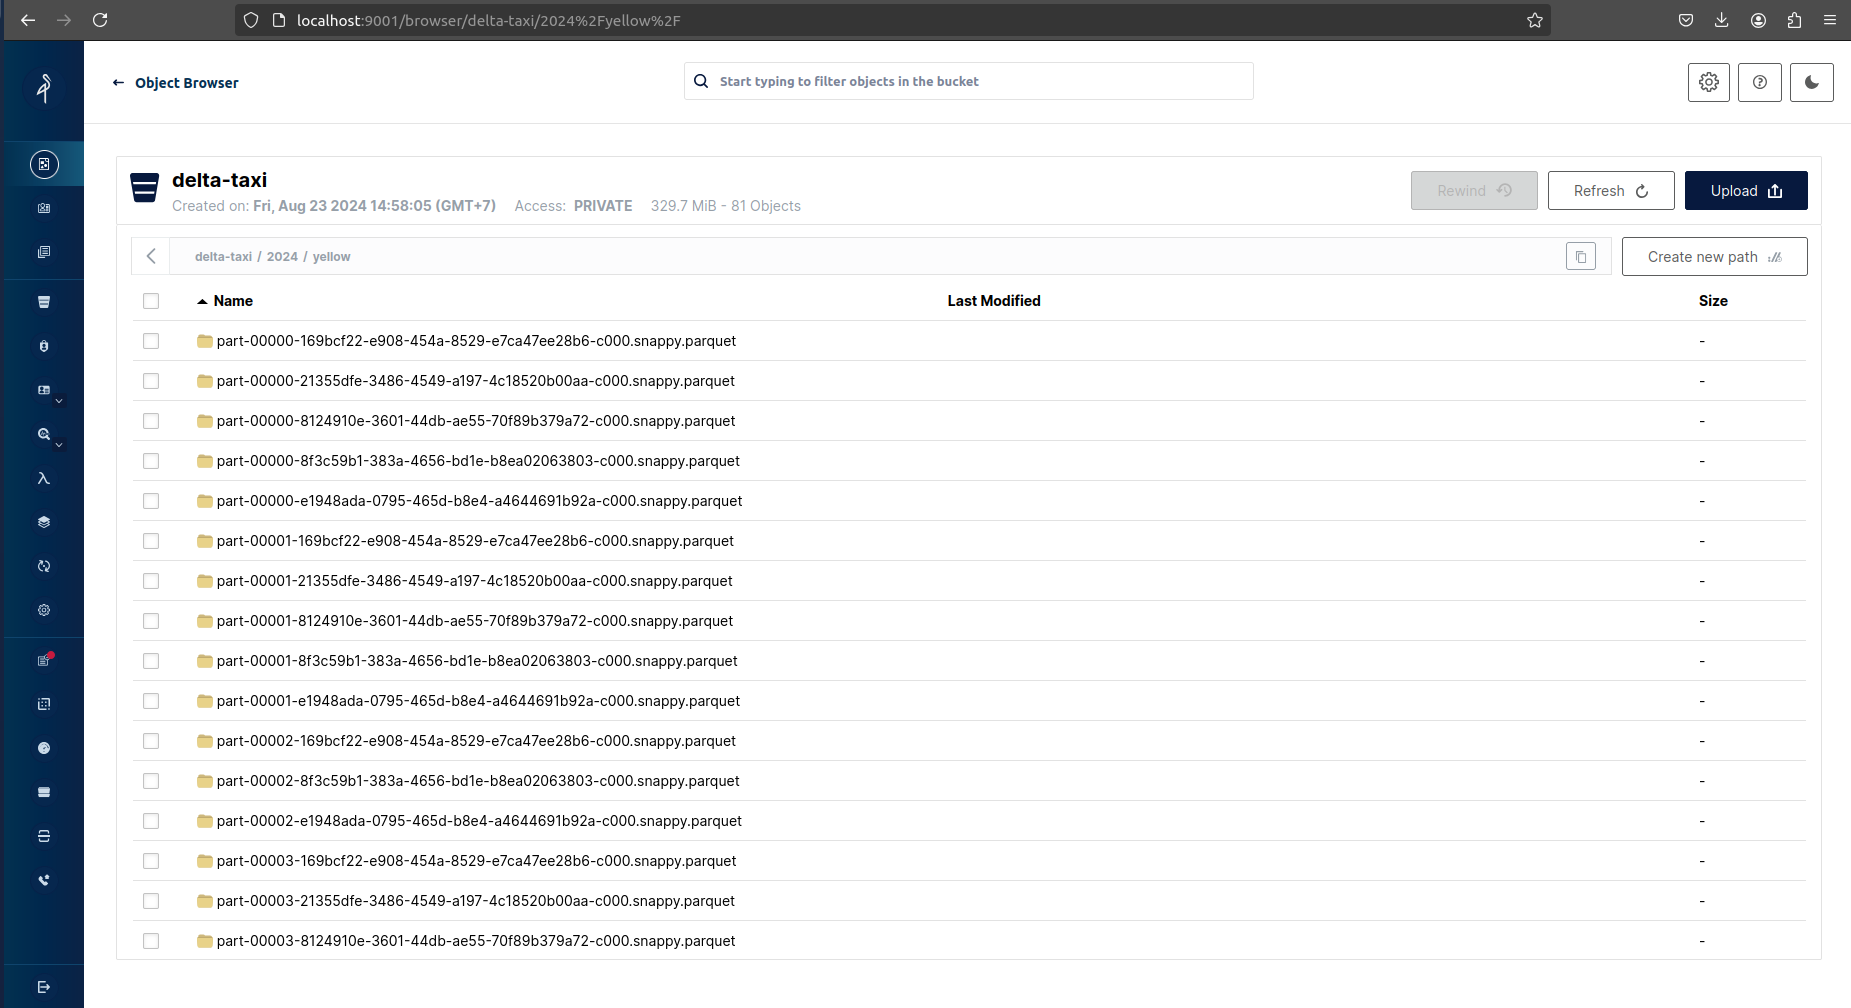 localhost:9001/browser/delta-taxi/2024%2Fyellow%2F
Object Browser
Start typing to filter objects in the bucket
delta-taxi
Created on: Fri, Aug 23 2024 14:58:05 (GMT+7) Access: PRIVATE 329.7 MiB - 81 Objects
Rewind
Refresh
Upload
delta-taxi / 2024 / yellow
Create new path
Name Last Modified Size
part-00000-169bcf22-e908-454a-8529-e7ca47ee28b6-c000.snappy.parquet -
part-00000-21355dfe-3486-4549-a197-4c18520b00aa-c000.snappy.parquet -
part-00000-8124910e-3601-44db-ae55-70f89b379a72-c000.snappy.parquet -
part-00000-8f3c59b1-383a-4656-bd1e-b8ea02063803-c000.snappy.parquet -
part-00000-e1948ada-0795-465d-b8e4-a4644691b92a-c000.snappy.parquet -
part-00001-169bcf22-e908-454a-8529-e7ca47ee28b6-c000.snappy.parquet -
part-00001-21355dfe-3486-4549-a197-4c18520b00aa-c000.snappy.parquet -
part-00001-8124910e-3601-44db-ae55-70f89b379a72-c000.snappy.parquet -
part-00001-8f3c59b1-383a-4656-bd1e-b8ea02063803-c000.snappy.parquet -
part-00001-e1948ada-0795-465d-b8e4-a4644691b92a-c000.snappy.parquet -
part-00002-169bcf22-e908-454a-8529-e7ca47ee28b6-c000.snappy.parquet -
part-00002-8f3c59b1-383a-4656-bd1e-b8ea02063803-c000.snappy.parquet -
part-00002-e1948ada-0795-465d-b8e4-a4644691b92a-c000.snappy.parquet -
part-00003-169bcf22-e908-454a-8529-e7ca47ee28b6-c000.snappy.parquet -
part-00003-21355dfe-3486-4549-a197-4c18520b00aa-c000.snappy.parquet -
part-00003-8124910e-3601-44db-ae55-70f89b379a72-c000.snappy.parquet -